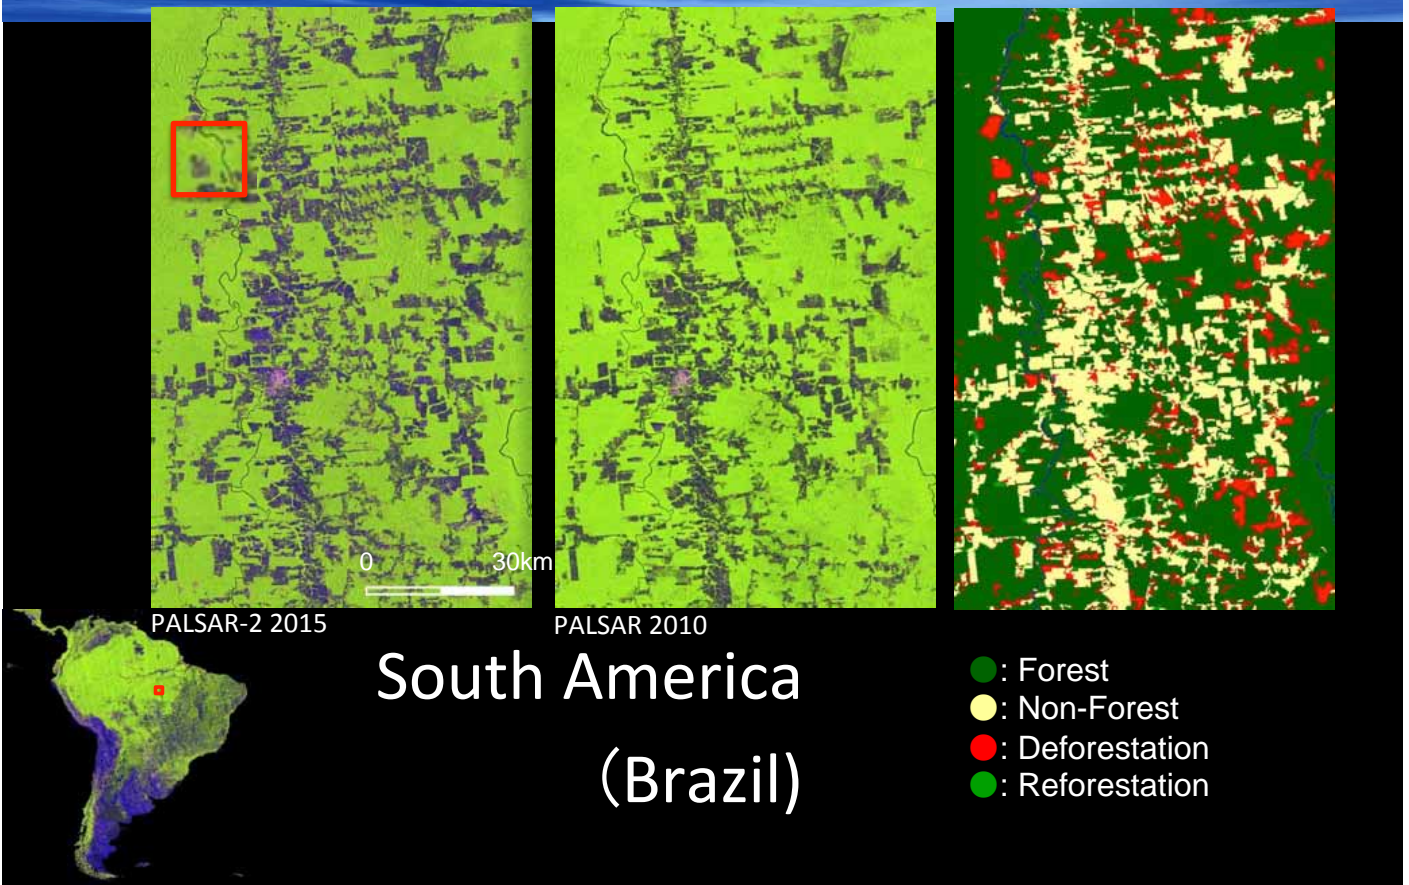 0 30km
PALSAR-2 2015
PALSAR 2010
South America
（Brazil)
: Forest
: Non-Forest
: Deforestation
: Reforestation